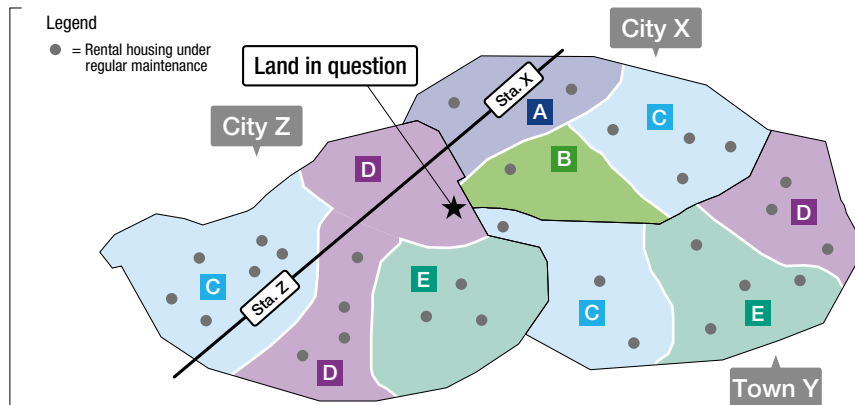 Legend
= Rental housing under
regular maintenance
Land in question
City X
City Z
Sta. X
A
C
B
D
D
C
E
Sta. Z
C
E
D
Town Y